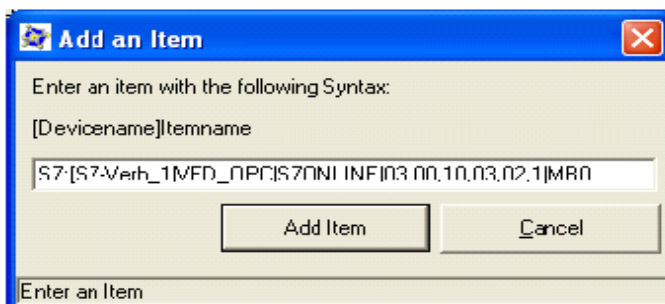 Add an Item
Enter an item with the following Syntax:
[Devicename]Itemname
S7:[S7-Verb_1|VFD_OPC|S7ONLINE|03.00,10.03,02,1]MB0
Add Item Cancel
Enter an Item